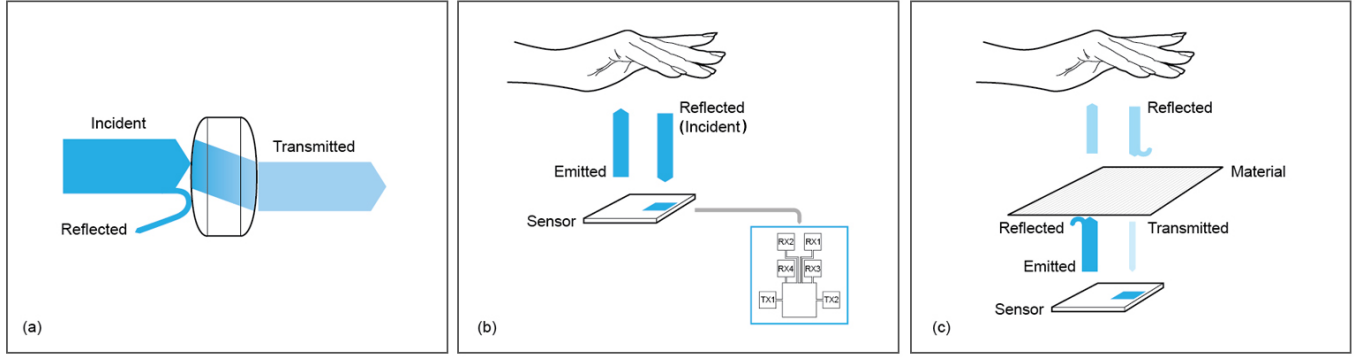 Incident
Transmitted
Reflected
(a)
Reflected
(Incident)
Emitted
Sensor
RX2
RX1
RX4
RX3
TX1
TX2
(b)
Reflected
Material
Reflected
Transmitted
Emitted
Sensor
(c)